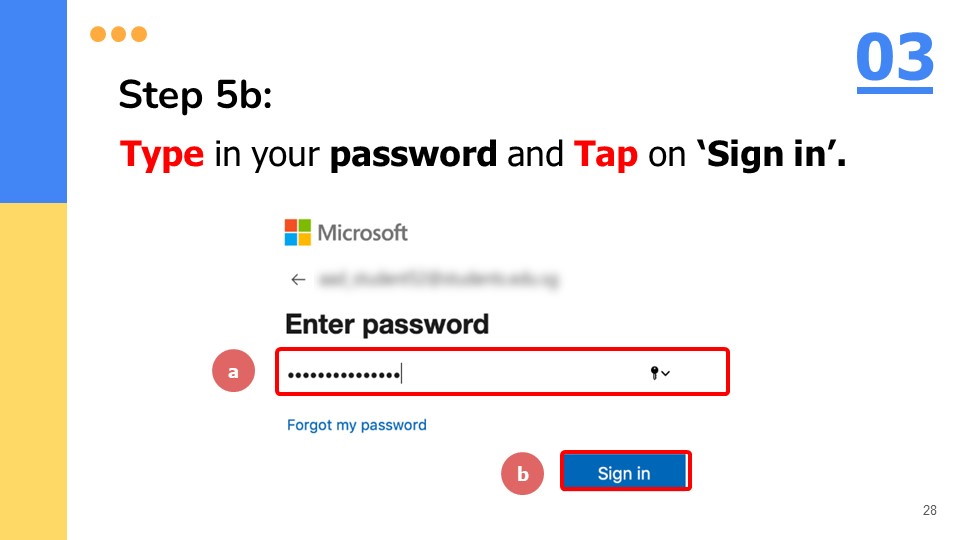 03
Step 5b:
Type in your password and Tap on ‘Sign in’.
Microsoft
←
Enter password
a
•••••••••••••••
Forgot my password
b
Sign in
28